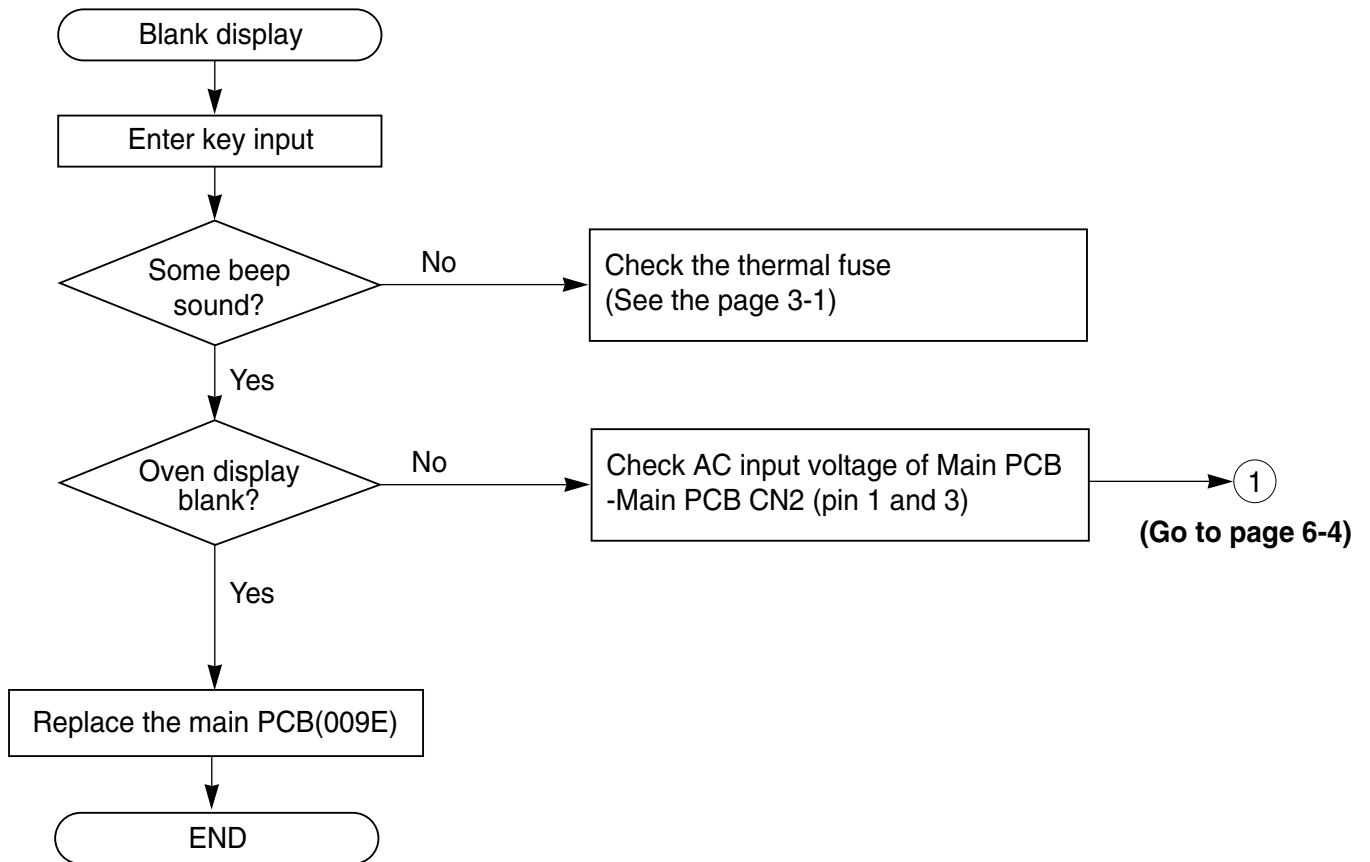 Blank display
Enter key input
Some beep
sound?
No
Check the thermal fuse
(See the page 3-1)
Yes
Oven display
blank?
No
Check AC input voltage of Main PCB
-Main PCB CN2 (pin 1 and 3)
1
(Go to page 6-4)
Yes
Replace the main PCB(009E)
END